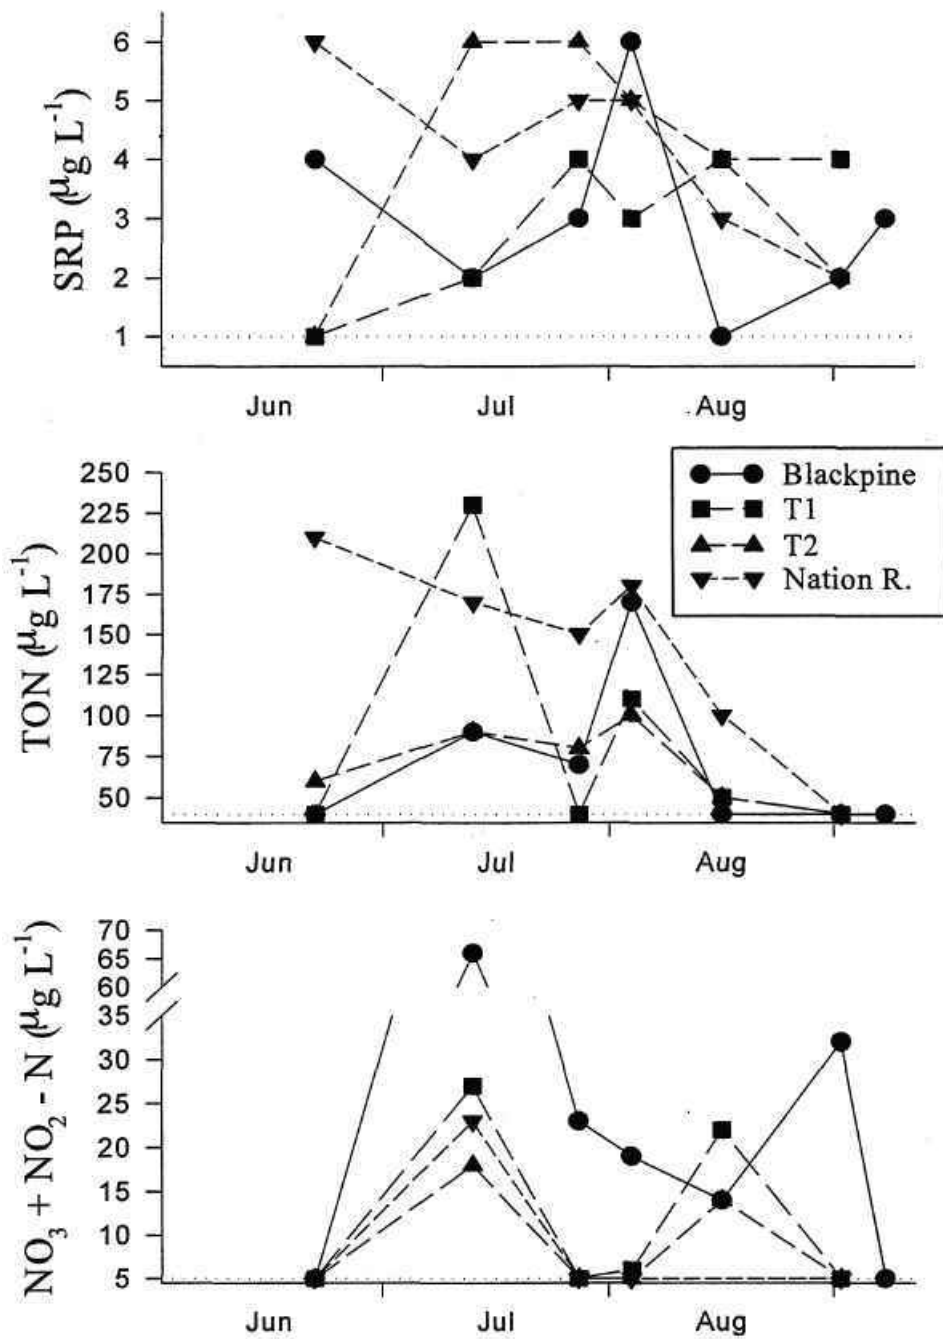 SRP (µg L⁻¹)
6
5
4
3
2
1
Jun Jul Aug
TON (µg L⁻¹)
250
225
200
175
150
125
100
75
50
Blackpine
T1
T2
Nation R.
Jun Jul Aug
NO₃ + NO₂ - N (µg L⁻¹)
70
65
60
35
30
25
20
15
10
5
Jun Jul Aug